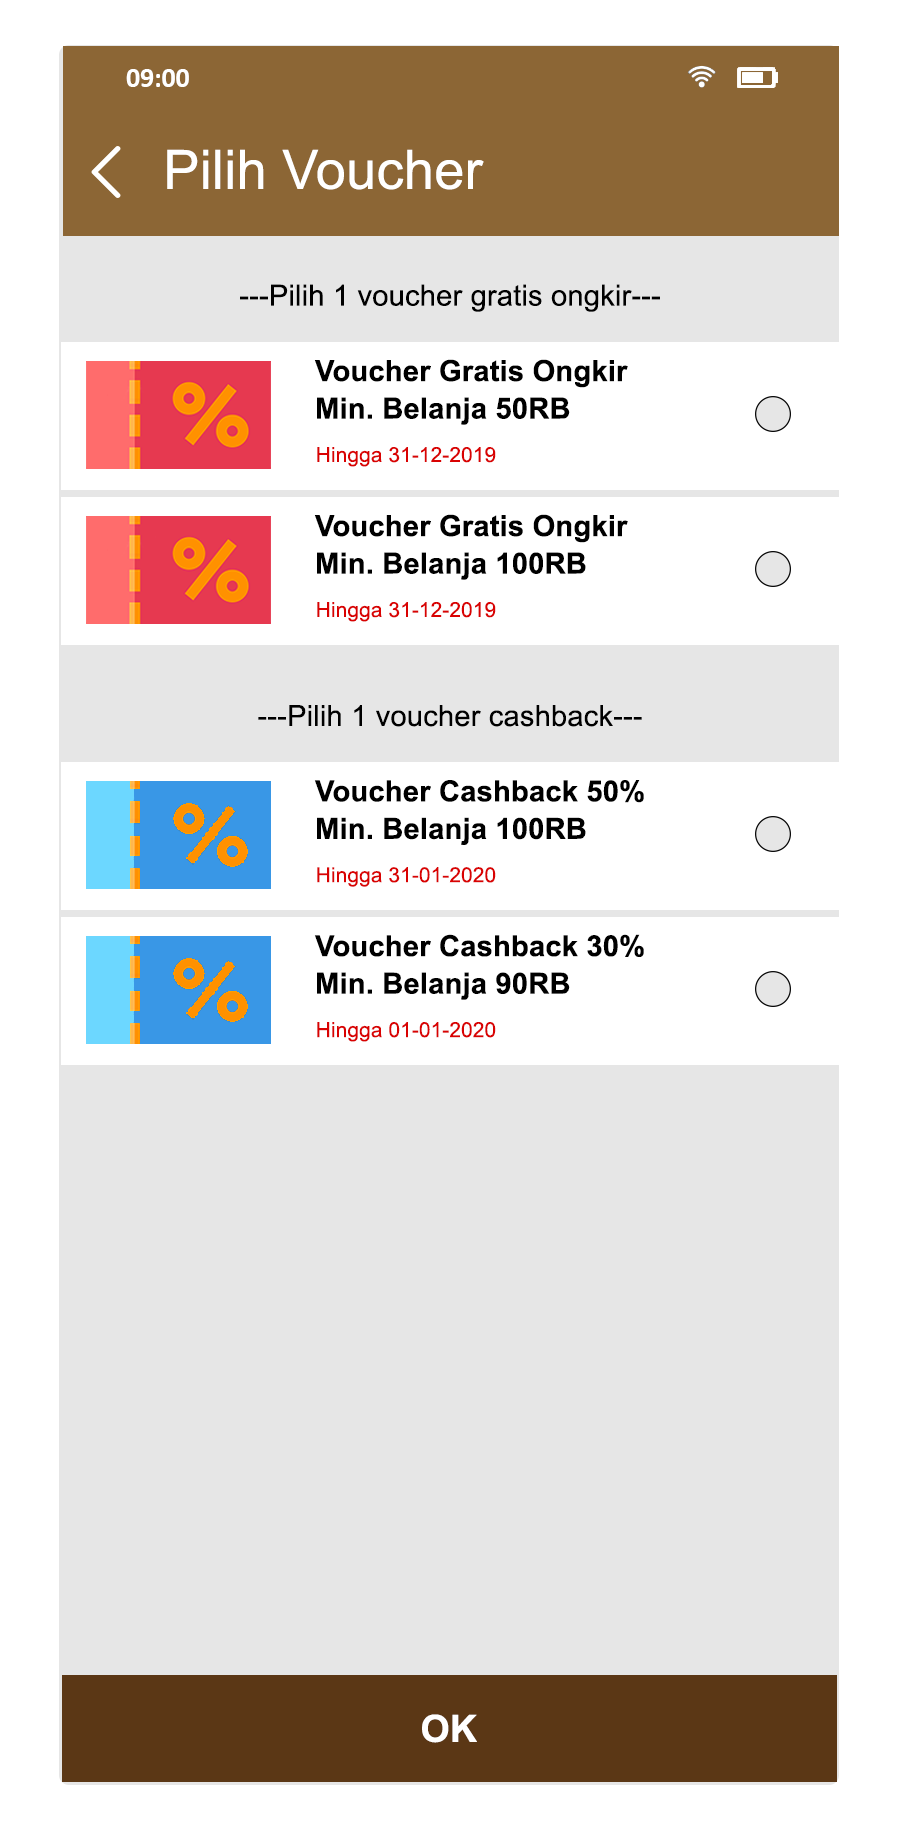 09:00
Pilih Voucher
---Pilih 1 voucher gratis ongkir---
Voucher Gratis Ongkir
Min. Belanja 50RB
Hingga 31-12-2019
Voucher Gratis Ongkir
Min. Belanja 100RB
Hingga 31-12-2019
---Pilih 1 voucher cashback---
Voucher Cashback 50%
Min. Belanja 100RB
Hingga 31-01-2020
Voucher Cashback 30%
Min. Belanja 90RB
Hingga 01-01-2020
OK